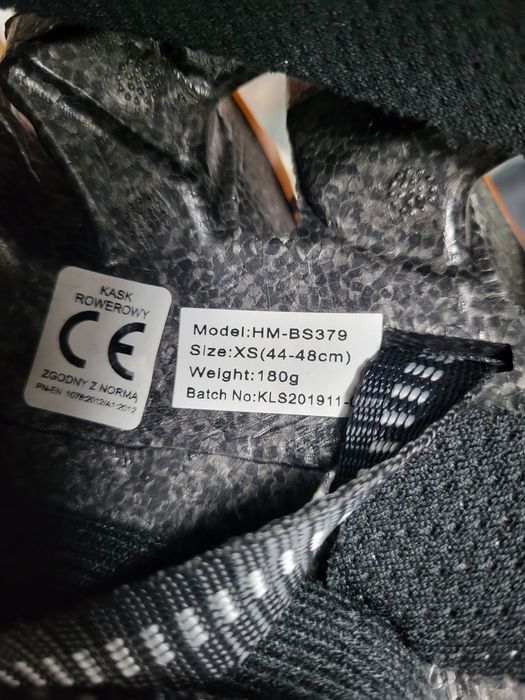 KASK
ROWEROWY
CE
ZGODNY Z NORMĄ
PN-EN 1078:2012/A1:2012
Model:HM-BS379
Size:XS(44-48cm)
Weight:180g
Batch No:KLS201911-